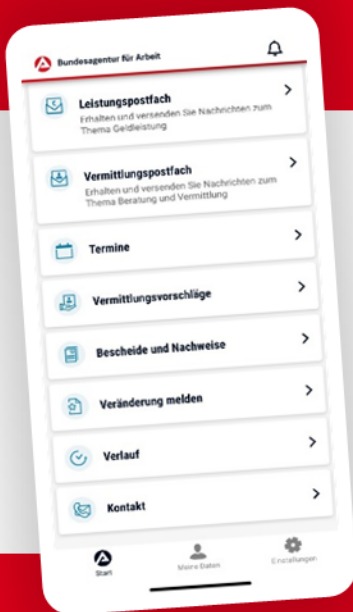 Bundesagentur für Arbeit
Leistungspostfach
Erhalten und versenden Sie Nachrichten zum
Thema Geldleistung
Vermittlungspostfach
Erhalten und versenden Sie Nachrichten zum
Thema Beratung und Vermittlung
Termine
Vermittlungsvorschläge
Bescheide und Nachweise
Veränderung melden
Verlauf
Kontakt
Start
Meine Daten
Einstellungen